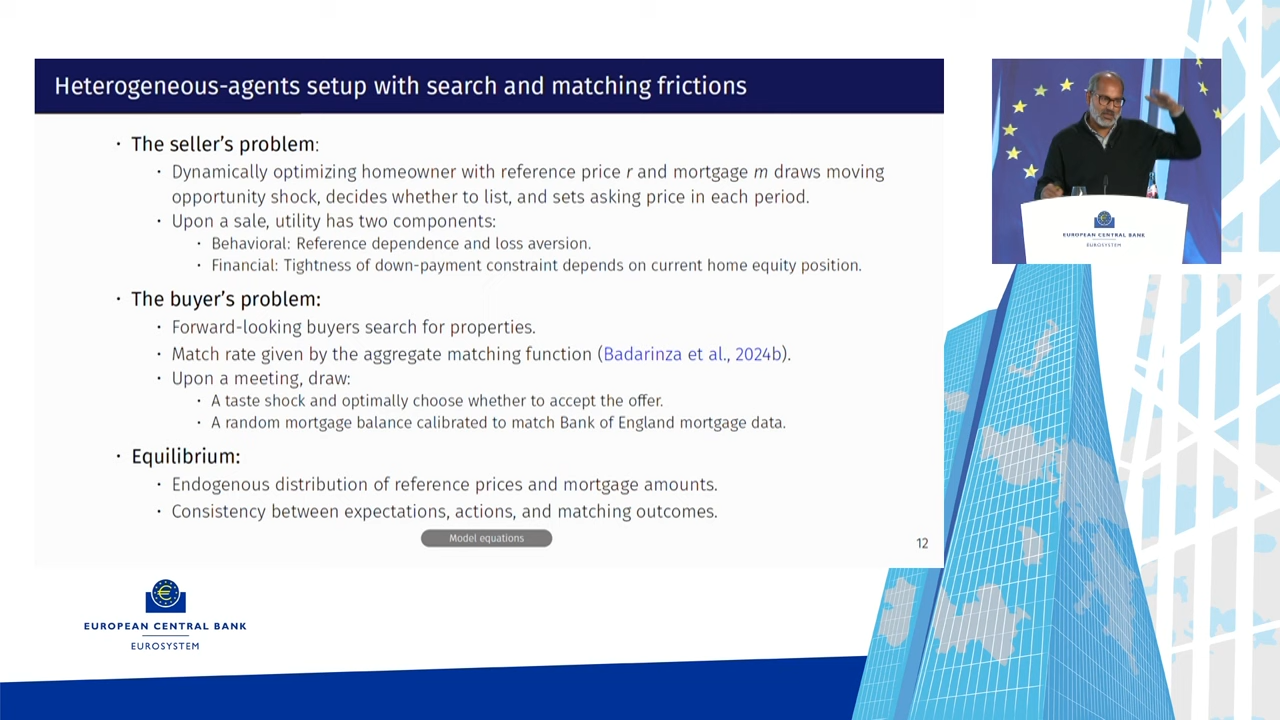 Heterogeneous-agents setup with search and matching frictions
· The seller's problem:
· Dynamically optimizing homeowner with reference price r and mortgage m draws moving
opportunity shock, decides whether to list, and sets asking price in each period.
· Upon a sale, utility has two components:
· Behavioral: Reference dependence and loss aversion.
· Financial: Tightness of down-payment constraint depends on current home equity position.
· The buyer's problem:
· Forward-looking buyers search for properties.
· Match rate given by the aggregate matching function (Badarinza et al., 2024b).
· Upon a meeting, draw:
· A taste shock and optimally choose whether to accept the offer.
· A random mortgage balance calibrated to match Bank of England mortgage data.
· Equilibrium:
· Endogenous distribution of reference prices and mortgage amounts.
· Consistency between expectations, actions, and matching outcomes.
Model equations
12
EUROPEAN CENTRAL BANK
EUROSYSTEM
EUROPEAN CENTRAL BANK
EUROSYSTEM